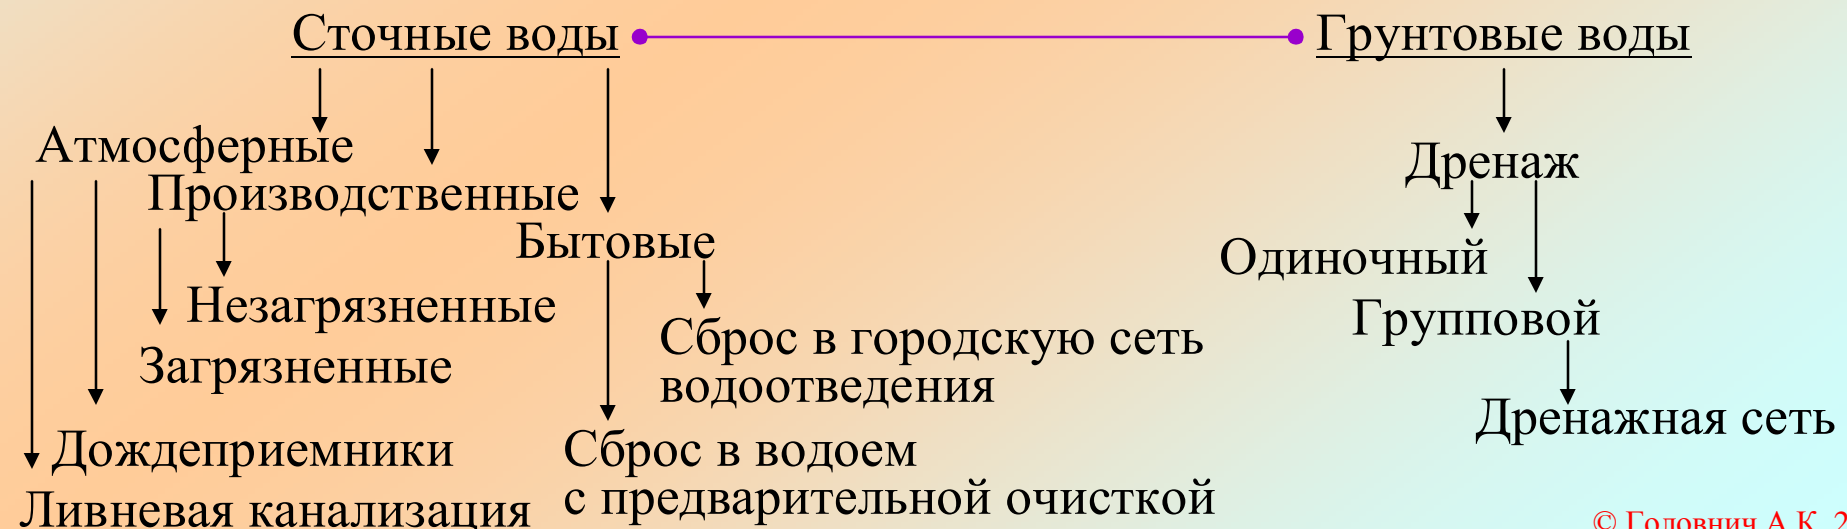 Сточные воды
Грунтовые воды
Атмосферные
Производственные
Бытовые
Дренаж
Одиночный
Незагрязненные
Загрязненные
Сброс в городскую сеть
водоотведения
Групповой
Дренажная сеть
Дождеприемники
Ливневая канализация
Сброс в водоем
с предварительной очисткой
© Головнич А.К. 2